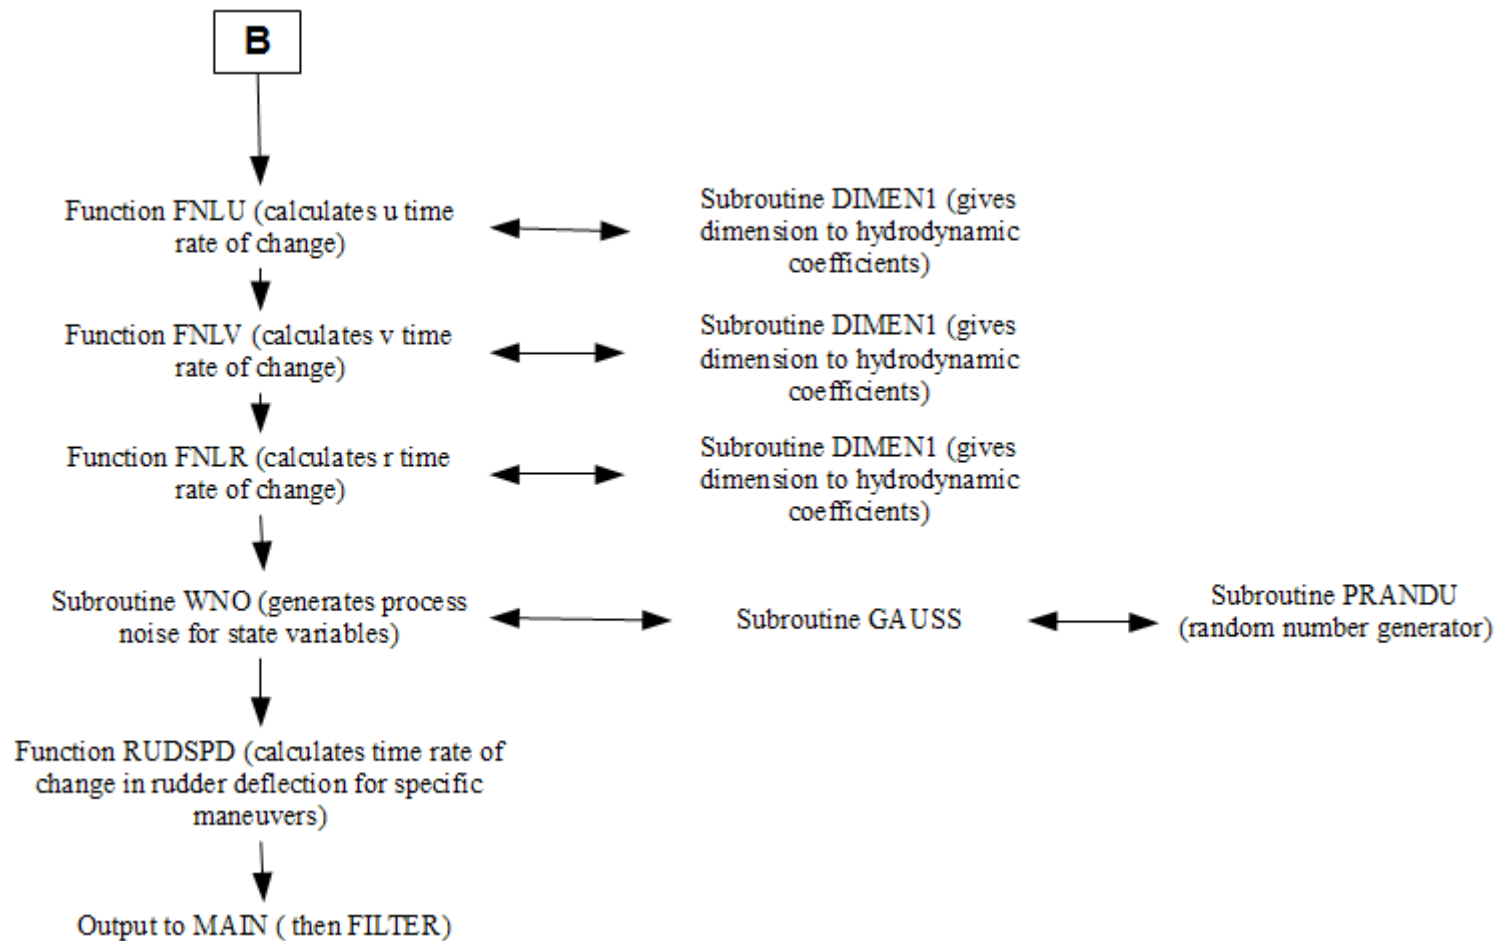 B
Function FNLU (calculates u time
rate of change)
Subroutine DIMEN1 (gives
dimension to hydrodynamic
coefficients)
Function FNLV (calculates v time
rate of change)
Subroutine DIMEN1 (gives
dimension to hydrodynamic
coefficients)
Function FNLR (calculates r time
rate of change)
Subroutine DIMEN1 (gives
dimension to hydrodynamic
coefficients)
Subroutine WNO (generates process
noise for state variables)
Subroutine GAUSS
Subroutine PRANDU
(random number generator)
Function RUDSPD (calculates time rate of
change in rudder deflection for specific
maneuvers)
Output to MAIN ( then FILTER)